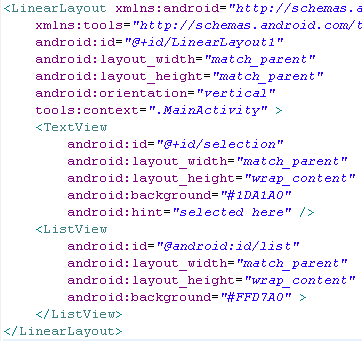 <LinearLayout xmlns:android="http://schemas.a
xmlns:tools="http://schemas.android.com/t
android:id="@+id/LinearLayout1"
android:layout_width="match_parent"
android:layout_height="match_parent"
android:orientation="vertical"
tools:context=".MainActivity" >
<TextView
android:id="@+id/selection"
android:layout_width="match_parent"
android:layout_height="wrap_content"
android:background="#1DA1A0"
android:hint="selected here" />
<ListView
android:id="@android:id/list"
android:layout_width="match_parent"
android:layout_height="wrap_content"
android:background="#FFD7A0" >
</ListView>
</LinearLayout>